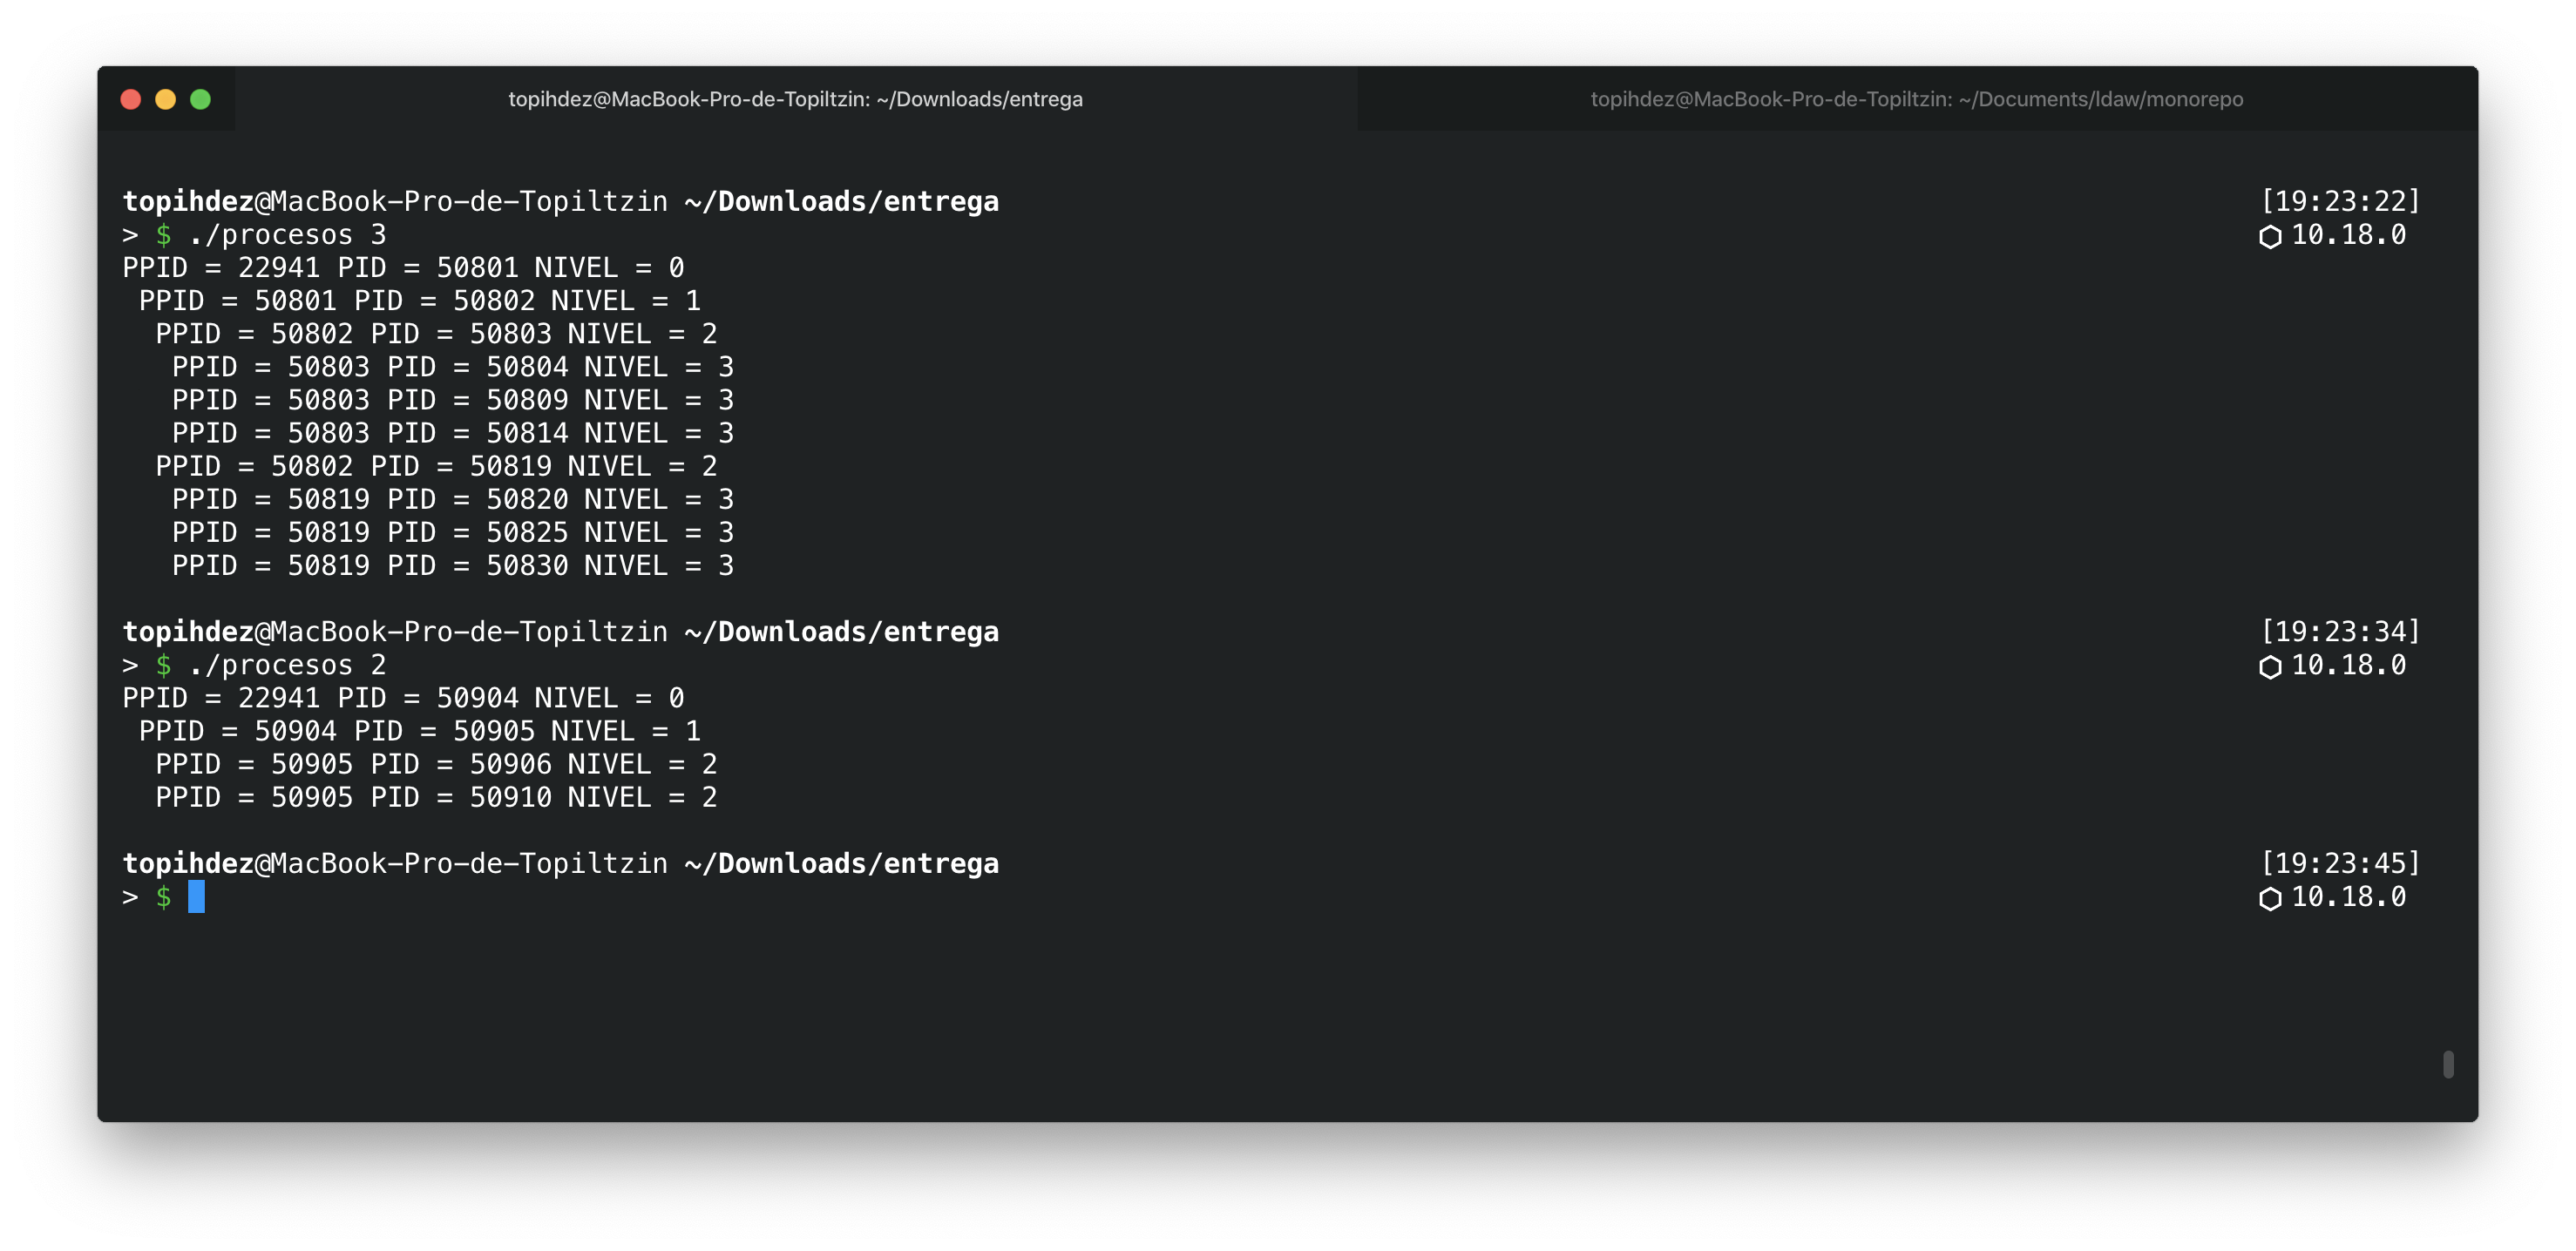 topihdez@MacBook-Pro-de-Topiltzin: ~/Downloads/entrega topihdez@MacBook-Pro-de-Topiltzin: ~/Documents/ldaw/monorepo
topihdez@MacBook-Pro-de-Topiltzin ~/Downloads/entrega [19:23:22]
> $ ./procesos 3 ⬡ 10.18.0
PPID = 22941 PID = 50801 NIVEL = 0
 PPID = 50801 PID = 50802 NIVEL = 1
  PPID = 50802 PID = 50803 NIVEL = 2
   PPID = 50803 PID = 50804 NIVEL = 3
   PPID = 50803 PID = 50809 NIVEL = 3
   PPID = 50803 PID = 50814 NIVEL = 3
  PPID = 50802 PID = 50819 NIVEL = 2
   PPID = 50819 PID = 50820 NIVEL = 3
   PPID = 50819 PID = 50825 NIVEL = 3
   PPID = 50819 PID = 50830 NIVEL = 3
topihdez@MacBook-Pro-de-Topiltzin ~/Downloads/entrega [19:23:34]
> $ ./procesos 2 ⬡ 10.18.0
PPID = 22941 PID = 50904 NIVEL = 0
 PPID = 50904 PID = 50905 NIVEL = 1
  PPID = 50905 PID = 50906 NIVEL = 2
  PPID = 50905 PID = 50910 NIVEL = 2
topihdez@MacBook-Pro-de-Topiltzin ~/Downloads/entrega [19:23:45]
> $ ⬡ 10.18.0